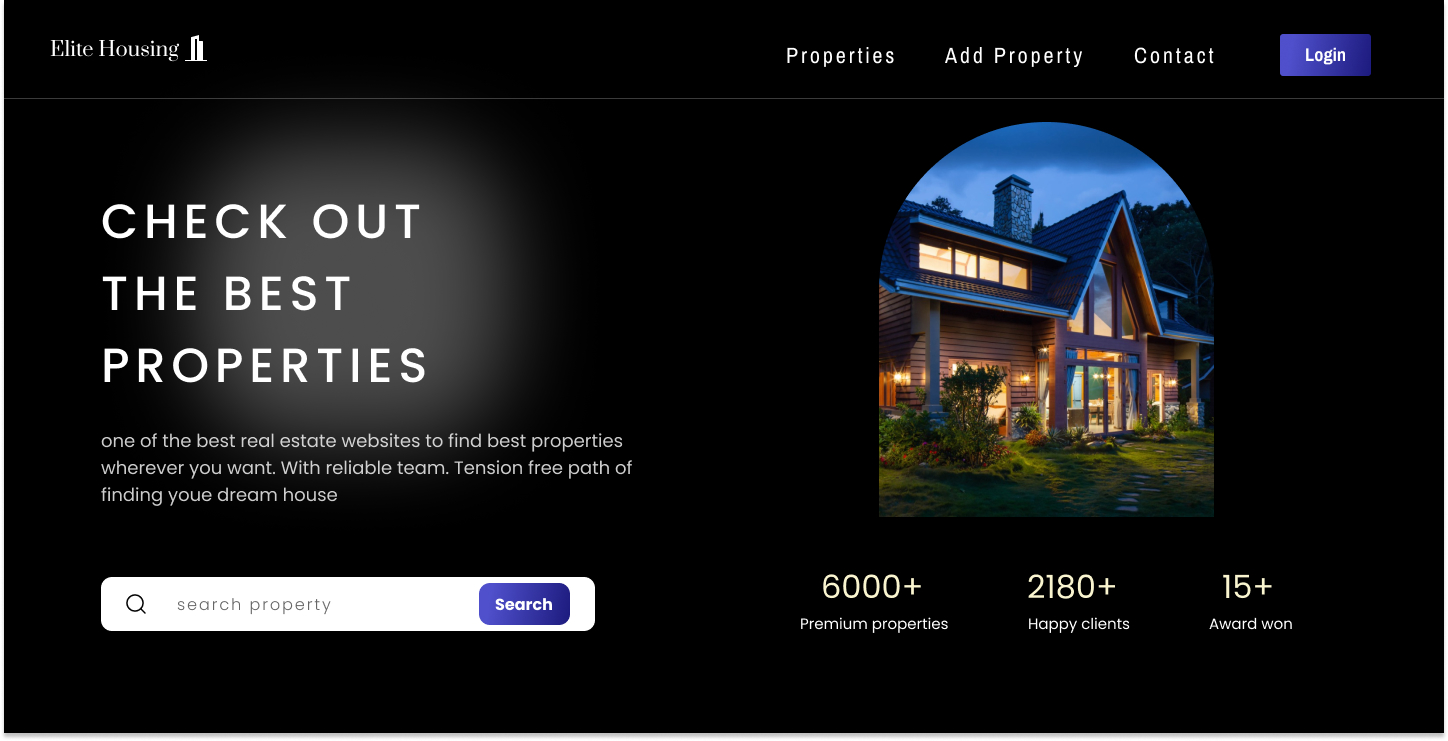 Elite Housing
Properties
Add Property
Contact
Login
CHECK OUT
THE BEST
PROPERTIES
one of the best real estate websites to find best properties
wherever you want. With reliable team. Tension free path of
finding youe dream house
search property
Search
6000+
Premium properties
2180+
Happy clients
15+
Award won